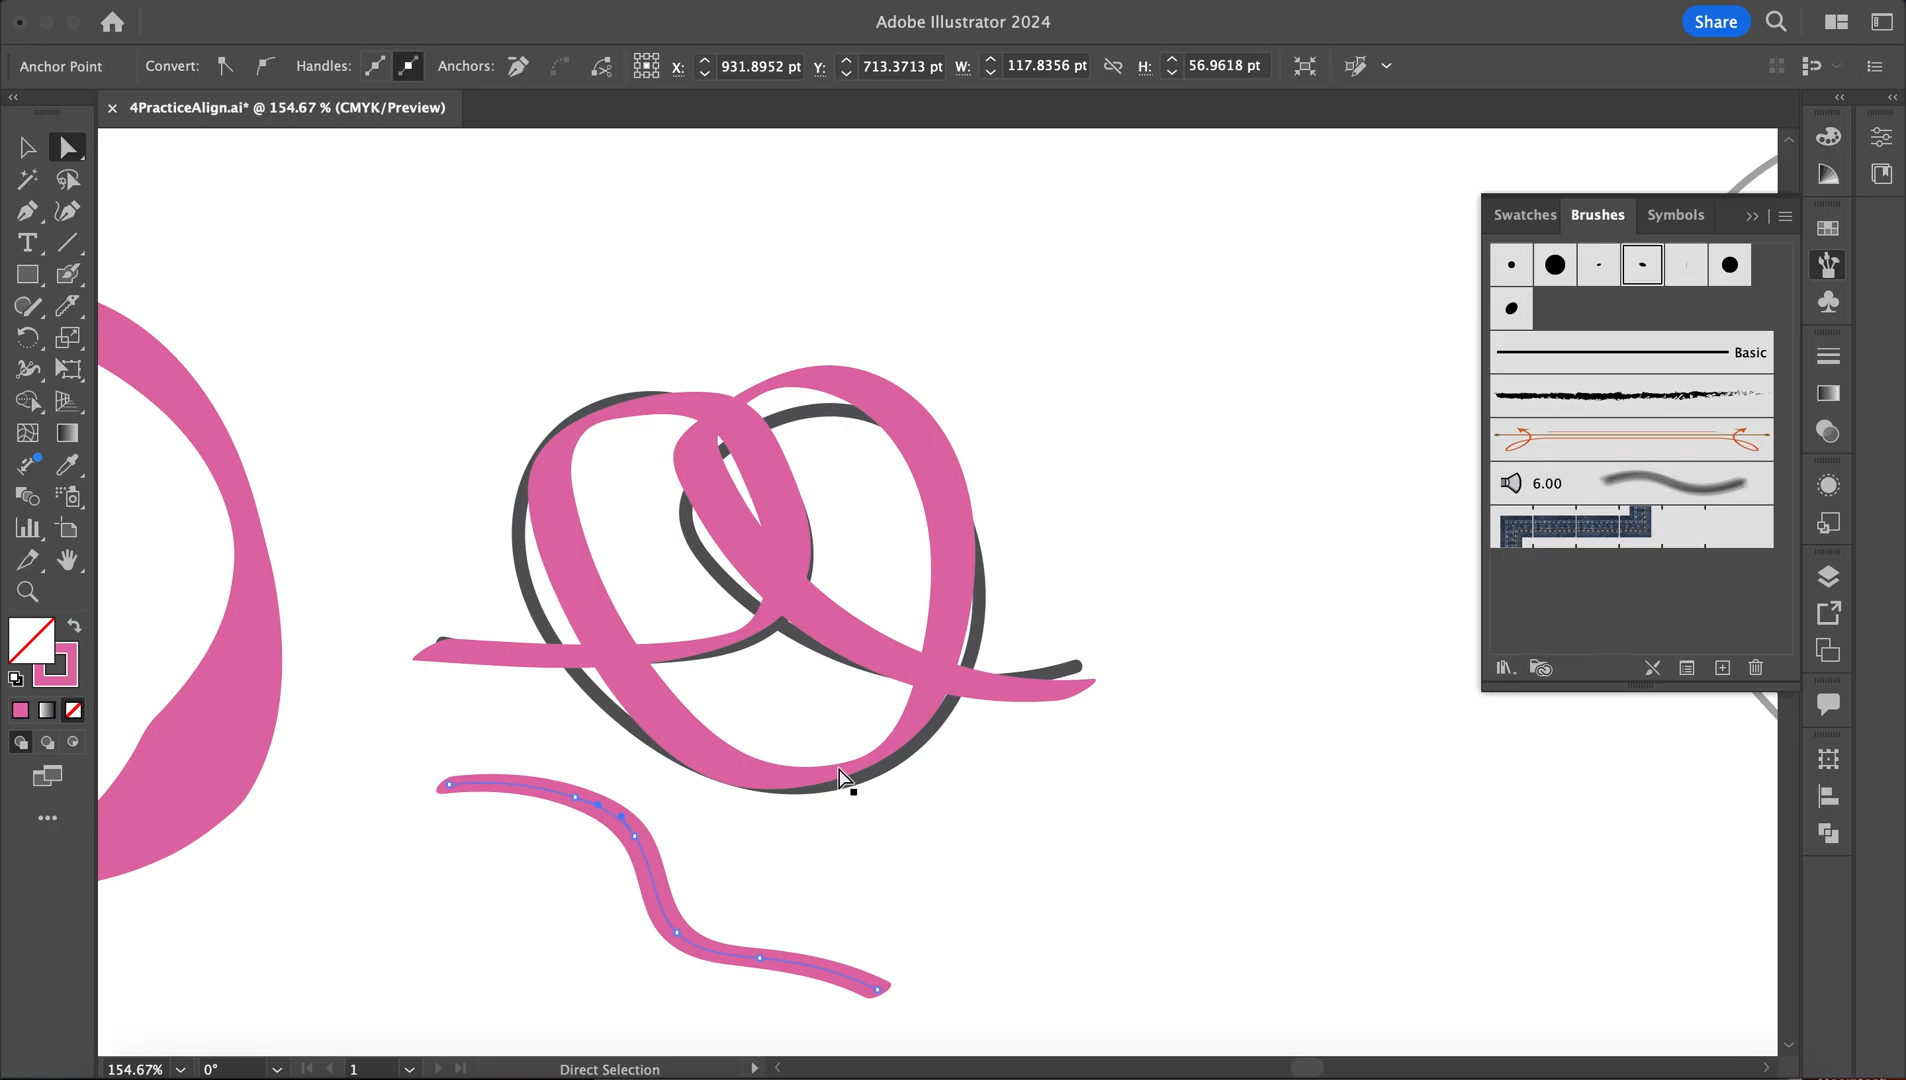 Adobe Illustrator 2024
Share
Anchor Point
Convert:
Handles:
Anchors:
X:
931.8952 pt
Y:
713.3713 pt
W:
117.8356 pt
H:
56.9618 pt
4PracticeAlign.ai* @ 154.67 % (CMYK/Preview)
Swatches
Brushes
Symbols
Basic
6.00
154.67%
0°
1
Direct Selection